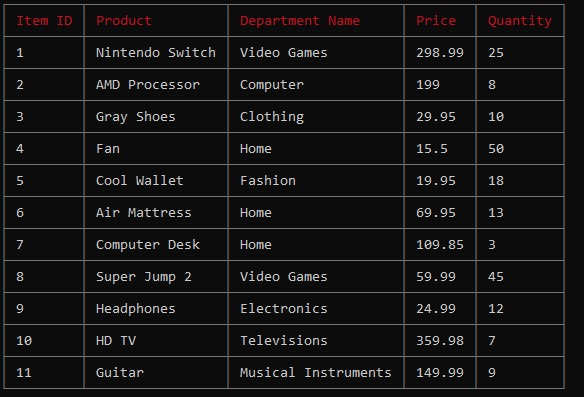 Item ID Product Department Name Price Quantity
1 Nintendo Switch Video Games 298.99 25
2 AMD Processor Computer 199 8
3 Gray Shoes Clothing 29.95 10
4 Fan Home 15.5 50
5 Cool Wallet Fashion 19.95 18
6 Air Mattress Home 69.95 13
7 Computer Desk Home 109.85 3
8 Super Jump 2 Video Games 59.99 45
9 Headphones Electronics 24.99 12
10 HD TV Televisions 359.98 7
11 Guitar Musical Instruments 149.99 9